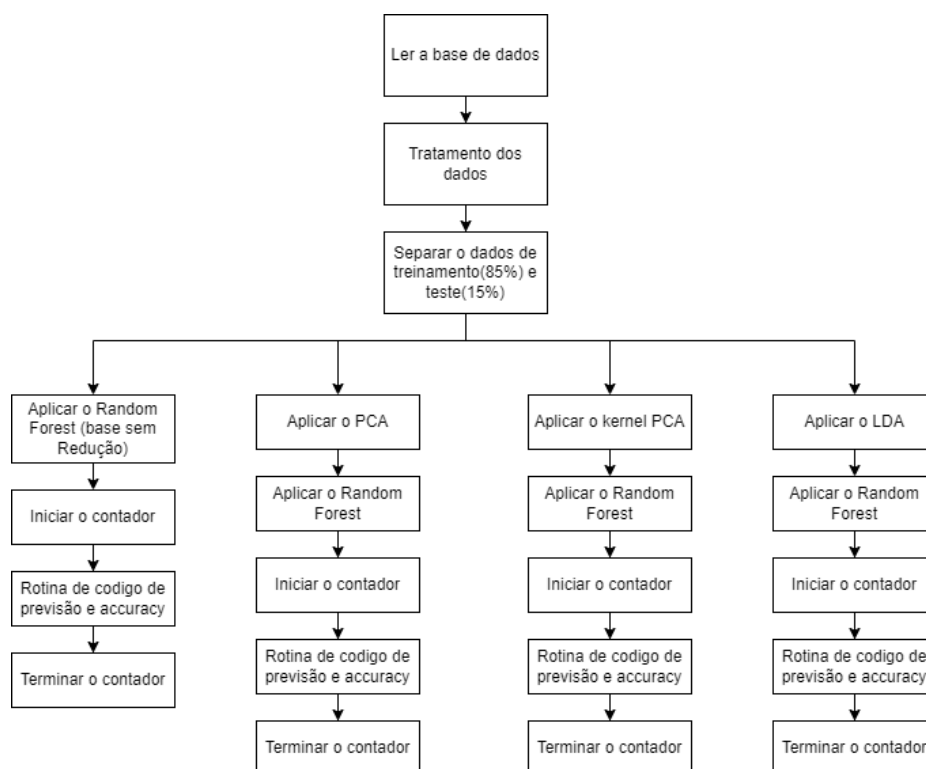 Ler a base de dados
Tratamento dos
dados
Separar o dados de
treinamento(85%) e
teste(15%)
Aplicar o Random
Forest (base sem
Redução)
Iniciar o contador
Rotina de codigo de
previsão e accuracy
Terminar o contador
Aplicar o PCA
Aplicar o Random
Forest
Iniciar o contador
Rotina de codigo de
previsão e accuracy
Terminar o contador
Aplicar o kernel PCA
Aplicar o Random
Forest
Iniciar o contador
Rotina de codigo de
previsão e accuracy
Terminar o contador
Aplicar o LDA
Aplicar o Random
Forest
Iniciar o contador
Rotina de codigo de
previsão e accuracy
Terminar o contador